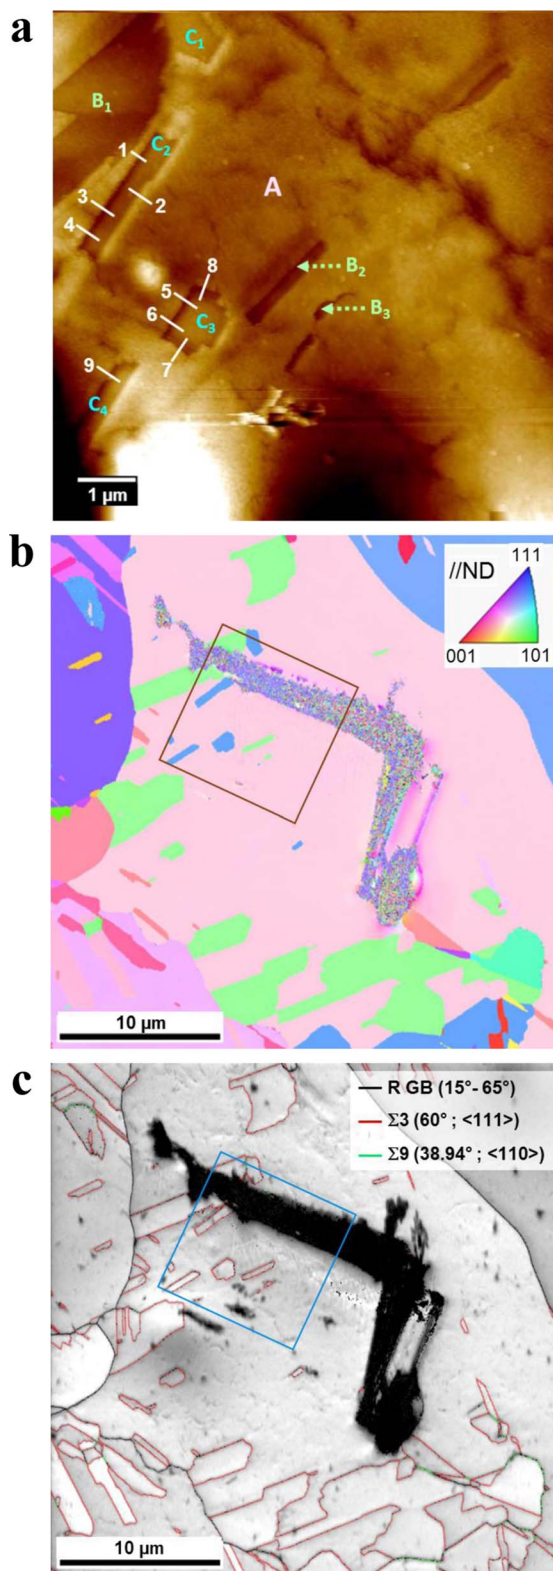 a
C₁
B₁
1
C₂
3
2
A
4
8
B₂
5
B₃
6
C₃
9
7
C₄
1 µm
b
//ND
111
001
101
10 µm
c
R GB (15°- 65°)
Σ3 (60° ; <111>)
Σ9 (38.94° ; <110>)
10 µm